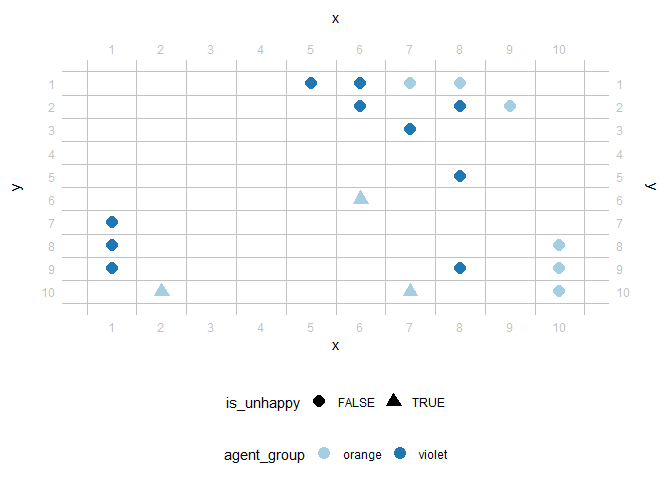 x
1 2 3 4 5 6 7 8 9 10
1 1
2 2
3 3
4 4
5 5
y y
6 6
7 7
8 8
9 9
10 10
1 2 3 4 5 6 7 8 9 10
x
is_unhappy FALSE TRUE
agent_group orange violet